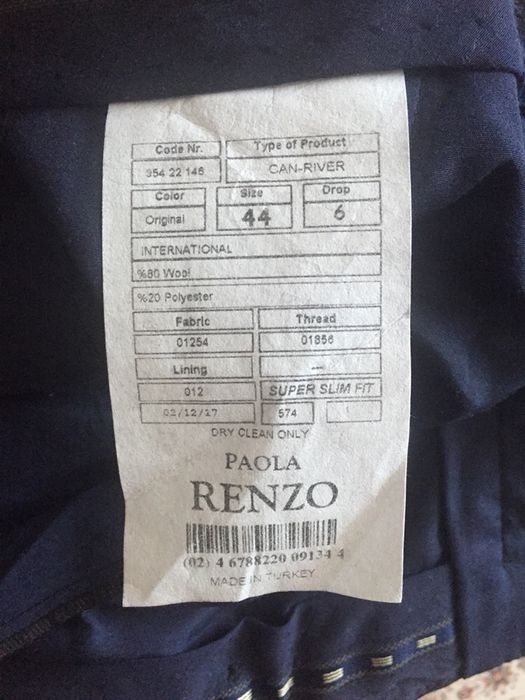 Code Nr. Type of Product
354 22 146 CAN-RIVER
Color Size Drop
Original 44 6
INTERNATIONAL
%80 Wool
%20 Polyester
Fabric Thread
01254 01856
Lining ---
012 SUPER SLIM FIT
02/12/17 574
DRY CLEAN ONLY
PAOLA
RENZO
(02) 4 6788220 09134 4
MADE IN TURKEY